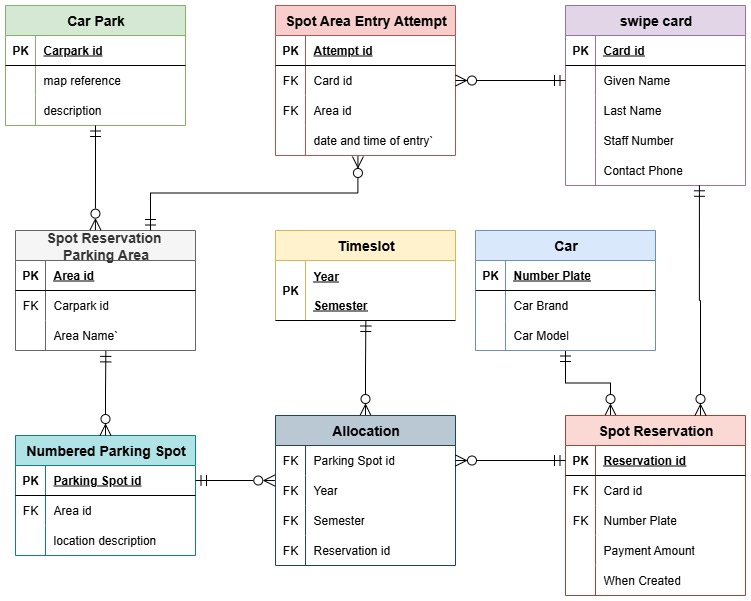 Car Park
PK Carpark id
map reference
description
Spot Area Entry Attempt
PK Attempt id
FK Card id
FK Area id
date and time of entry`
swipe card
PK Card id
Given Name
Last Name
Staff Number
Contact Phone
Spot Reservation
Parking Area
PK Area id
FK Carpark id
Area Name`
Timeslot
PK
Year
Semester
Car
PK Number Plate
Car Brand
Car Model
Numbered Parking Spot
PK Parking Spot id
FK Area id
location description
Allocation
FK Parking Spot id
FK Year
FK Semester
FK Reservation id
Spot Reservation
PK Reservation id
FK Card id
FK Number Plate
Payment Amount
When Created